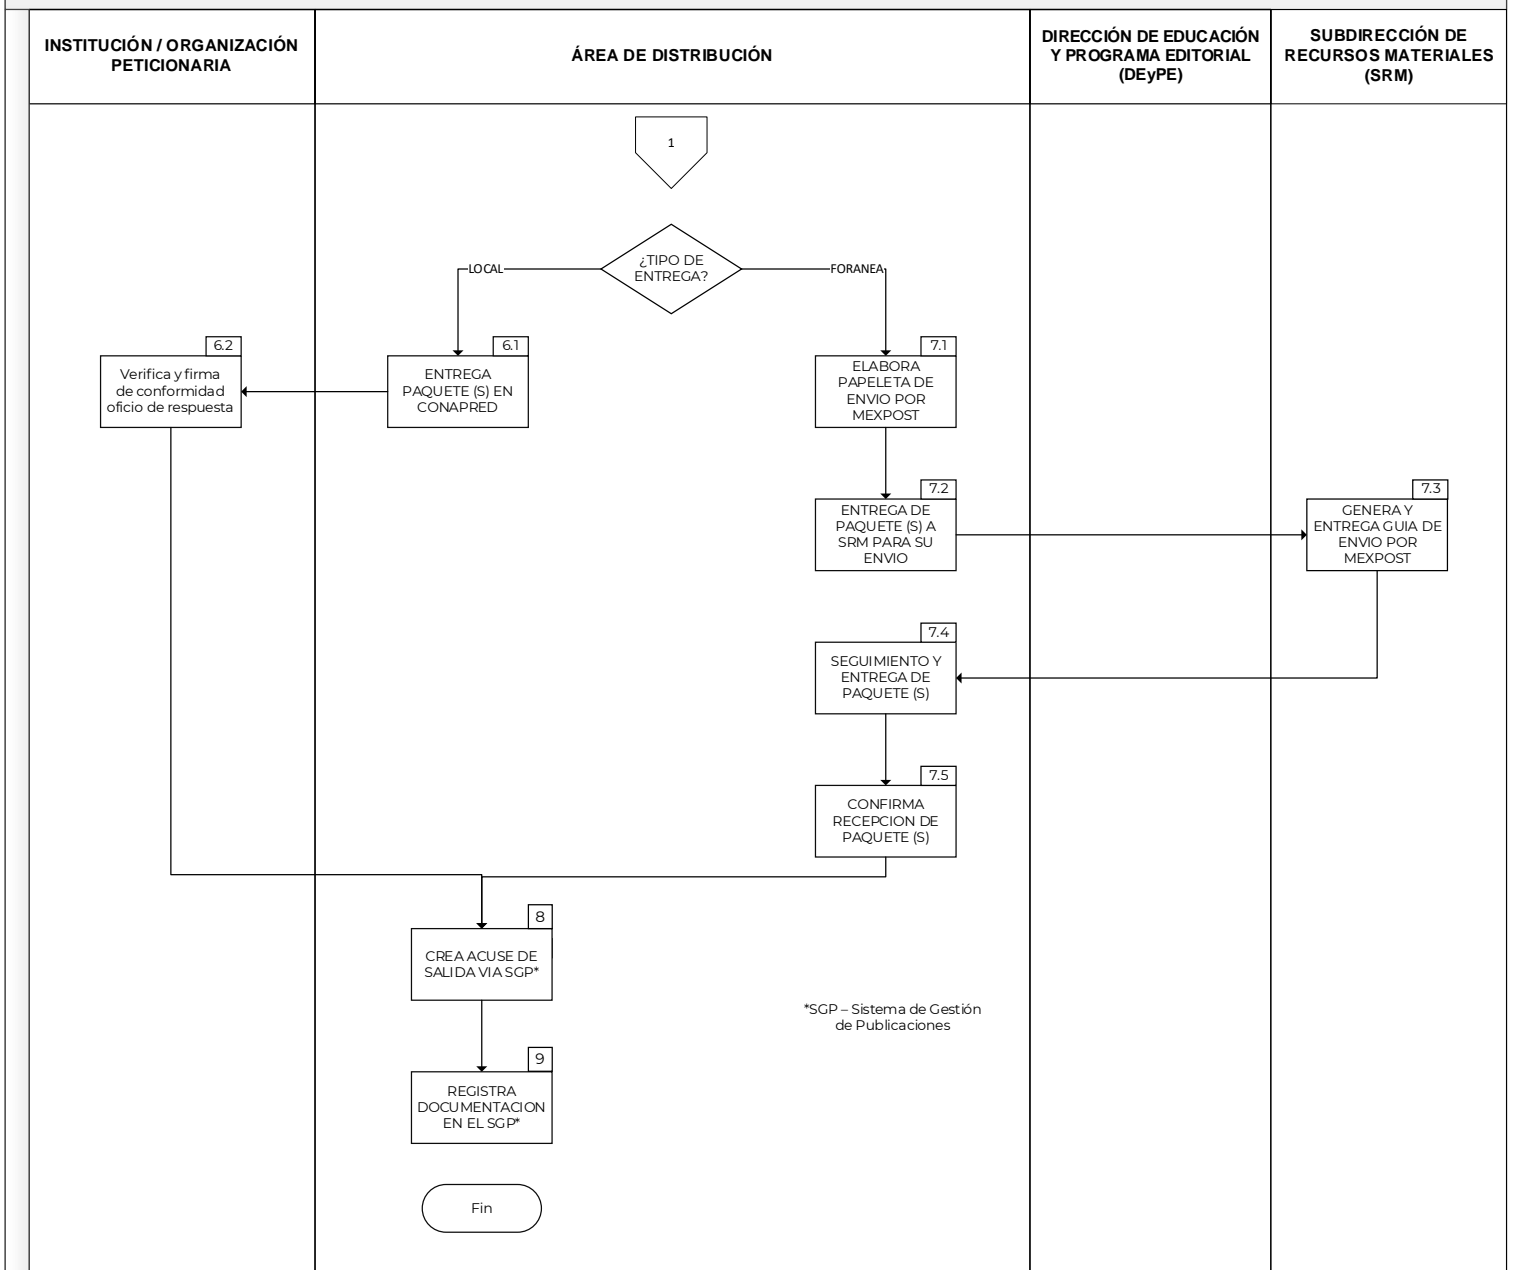 INSTITUCIÓN / ORGANIZACIÓN
PETICIONARIA
ÁREA DE DISTRIBUCIÓN
DIRECCIÓN DE EDUCACIÓN
Y PROGRAMA EDITORIAL
(DEyPE)
SUBDIRECCIÓN DE
RECURSOS MATERIALES
(SRM)
1
¿TIPO DE
ENTREGA?
LOCAL
FORANEA
6.2
Verifica y firma
de conformidad
oficio de respuesta
6.1
ENTREGA
PAQUETE (S) EN
CONAPRED
7.1
ELABORA
PAPELETA DE
ENVIO POR
MEXPOST
7.2
ENTREGA DE
PAQUETE (S) A
SRM PARA SU
ENVIO
7.3
GENERA Y
ENTREGA GUIA DE
ENVIO POR
MEXPOST
7.4
SEGUIMIENTO Y
ENTREGA DE
PAQUETE (S)
7.5
CONFIRMA
RECEPCION DE
PAQUETE (S)
8
CREA ACUSE DE
SALIDA VIA SGP*
*SGP – Sistema de Gestión
de Publicaciones
9
REGISTRA
DOCUMENTACION
EN EL SGP*
Fin